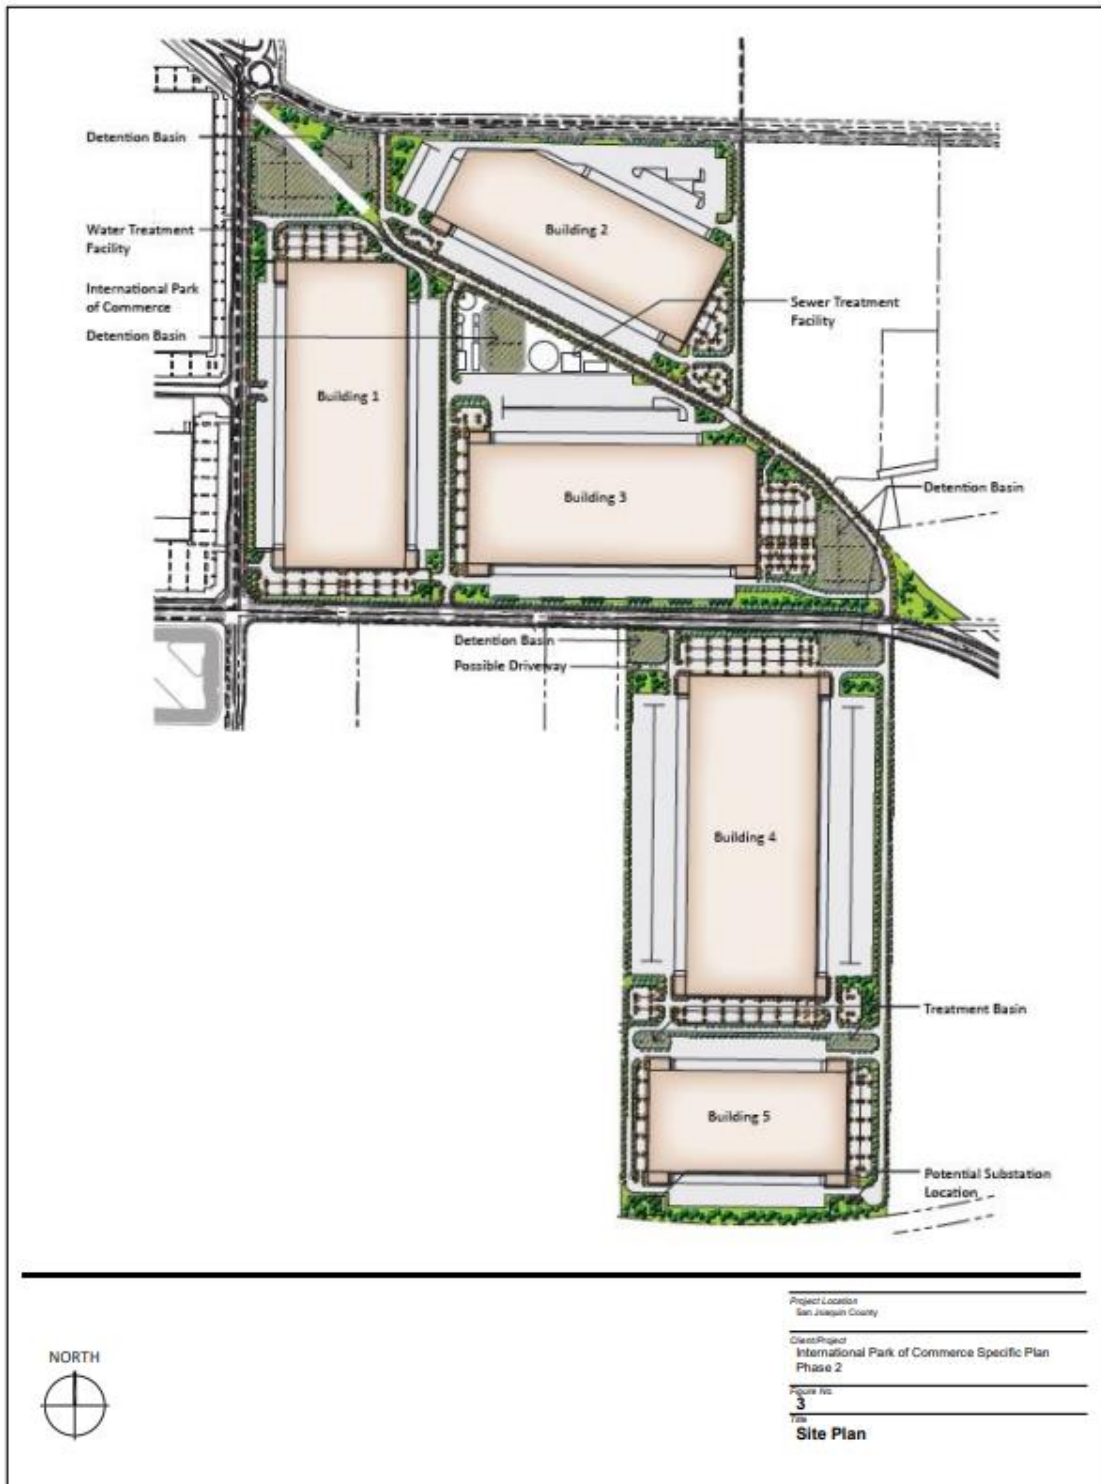 Detention Basin
Building 2
Water Treatment
Facility
International Park
of Commerce
Sewer Treatment
Facility
Detention Basin
Building 1
Building 3
Detention Basin
Detention Basin
Possible Driveway
Building 4
Treatment Basin
Building 5
Potential Substation
Location
NORTH
Project Location
San Joaquin County
Client/Project
International Park of Commerce Specific Plan
Phase 2
Figure No.
3
Title
Site Plan